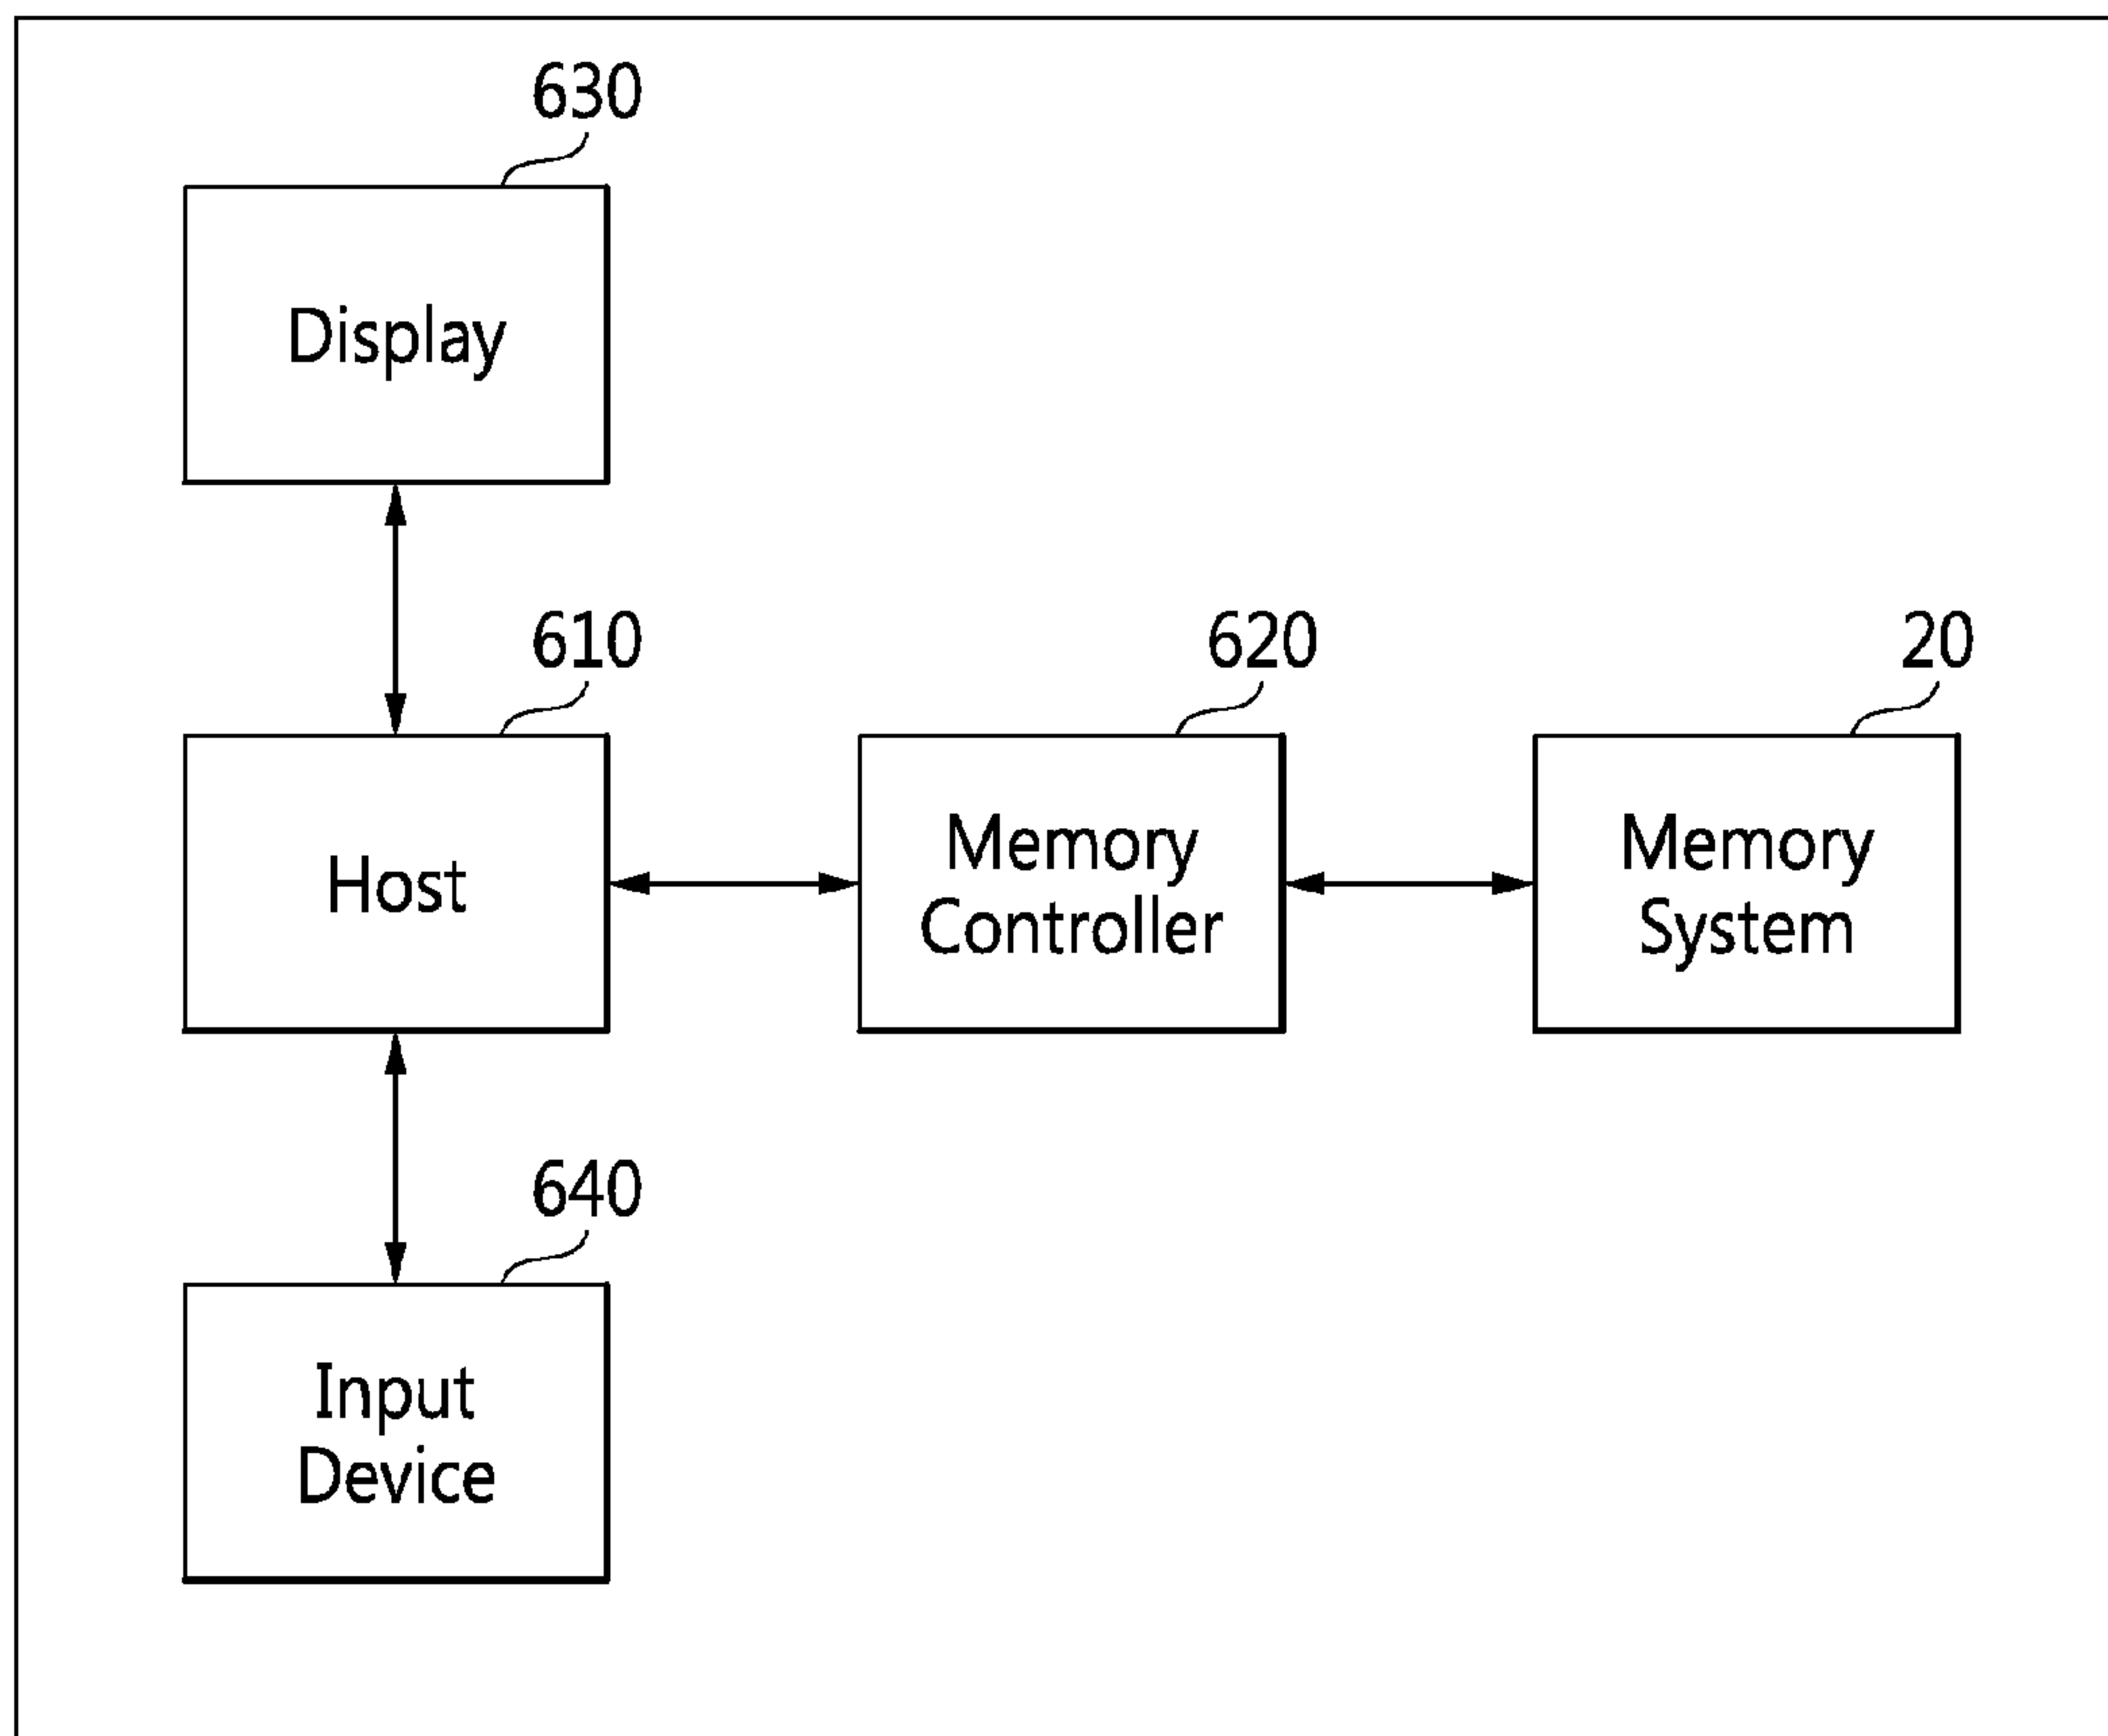 630
Display
610
620
20
Host
Memory
Controller
Memory
System
640
Input
Device